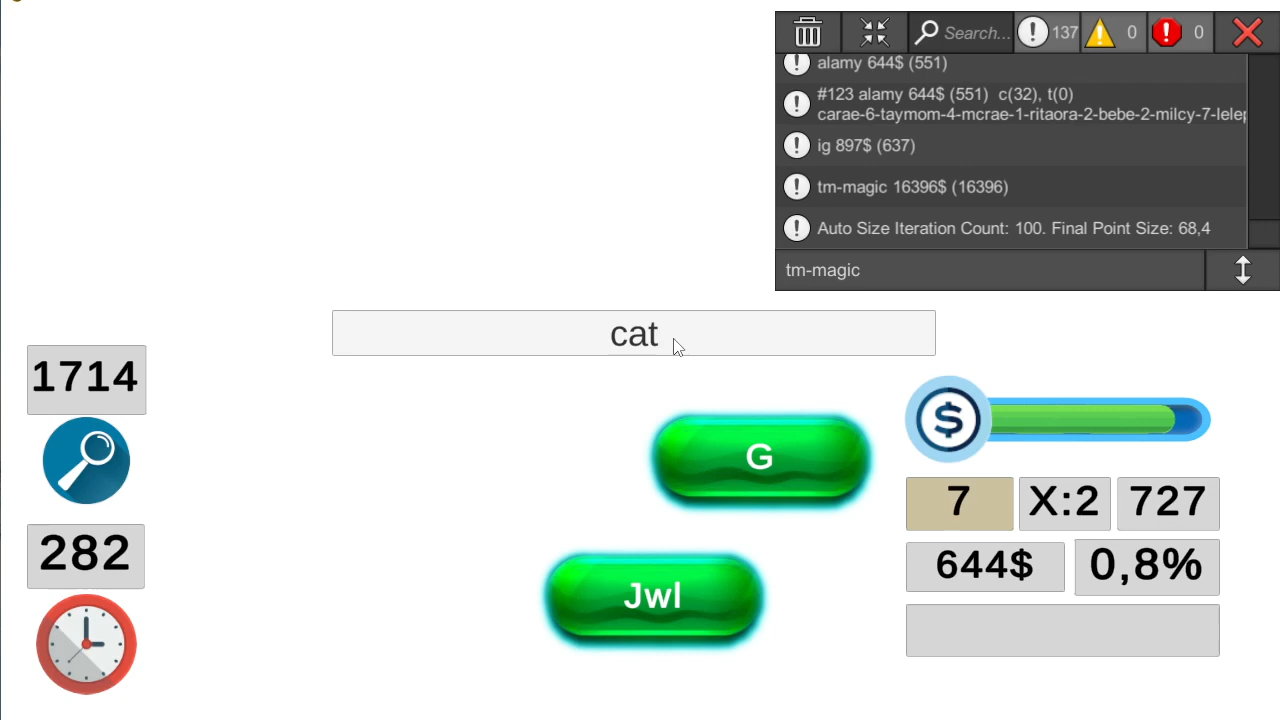 Search...
137
0
0
alamy 644$ (551)
#123 alamy 644$ (551)  c(32), t(0)
carae-6-taymom-4-mcrae-1-ritaora-2-bebe-2-milcy-7-lelep
ig 897$ (637)
tm-magic 16396$ (16396)
Auto Size Iteration Count: 100. Final Point Size: 68,4
tm-magic
cat
1714
282
G
Jwl
$
7
X:2
727
644$
0,8%